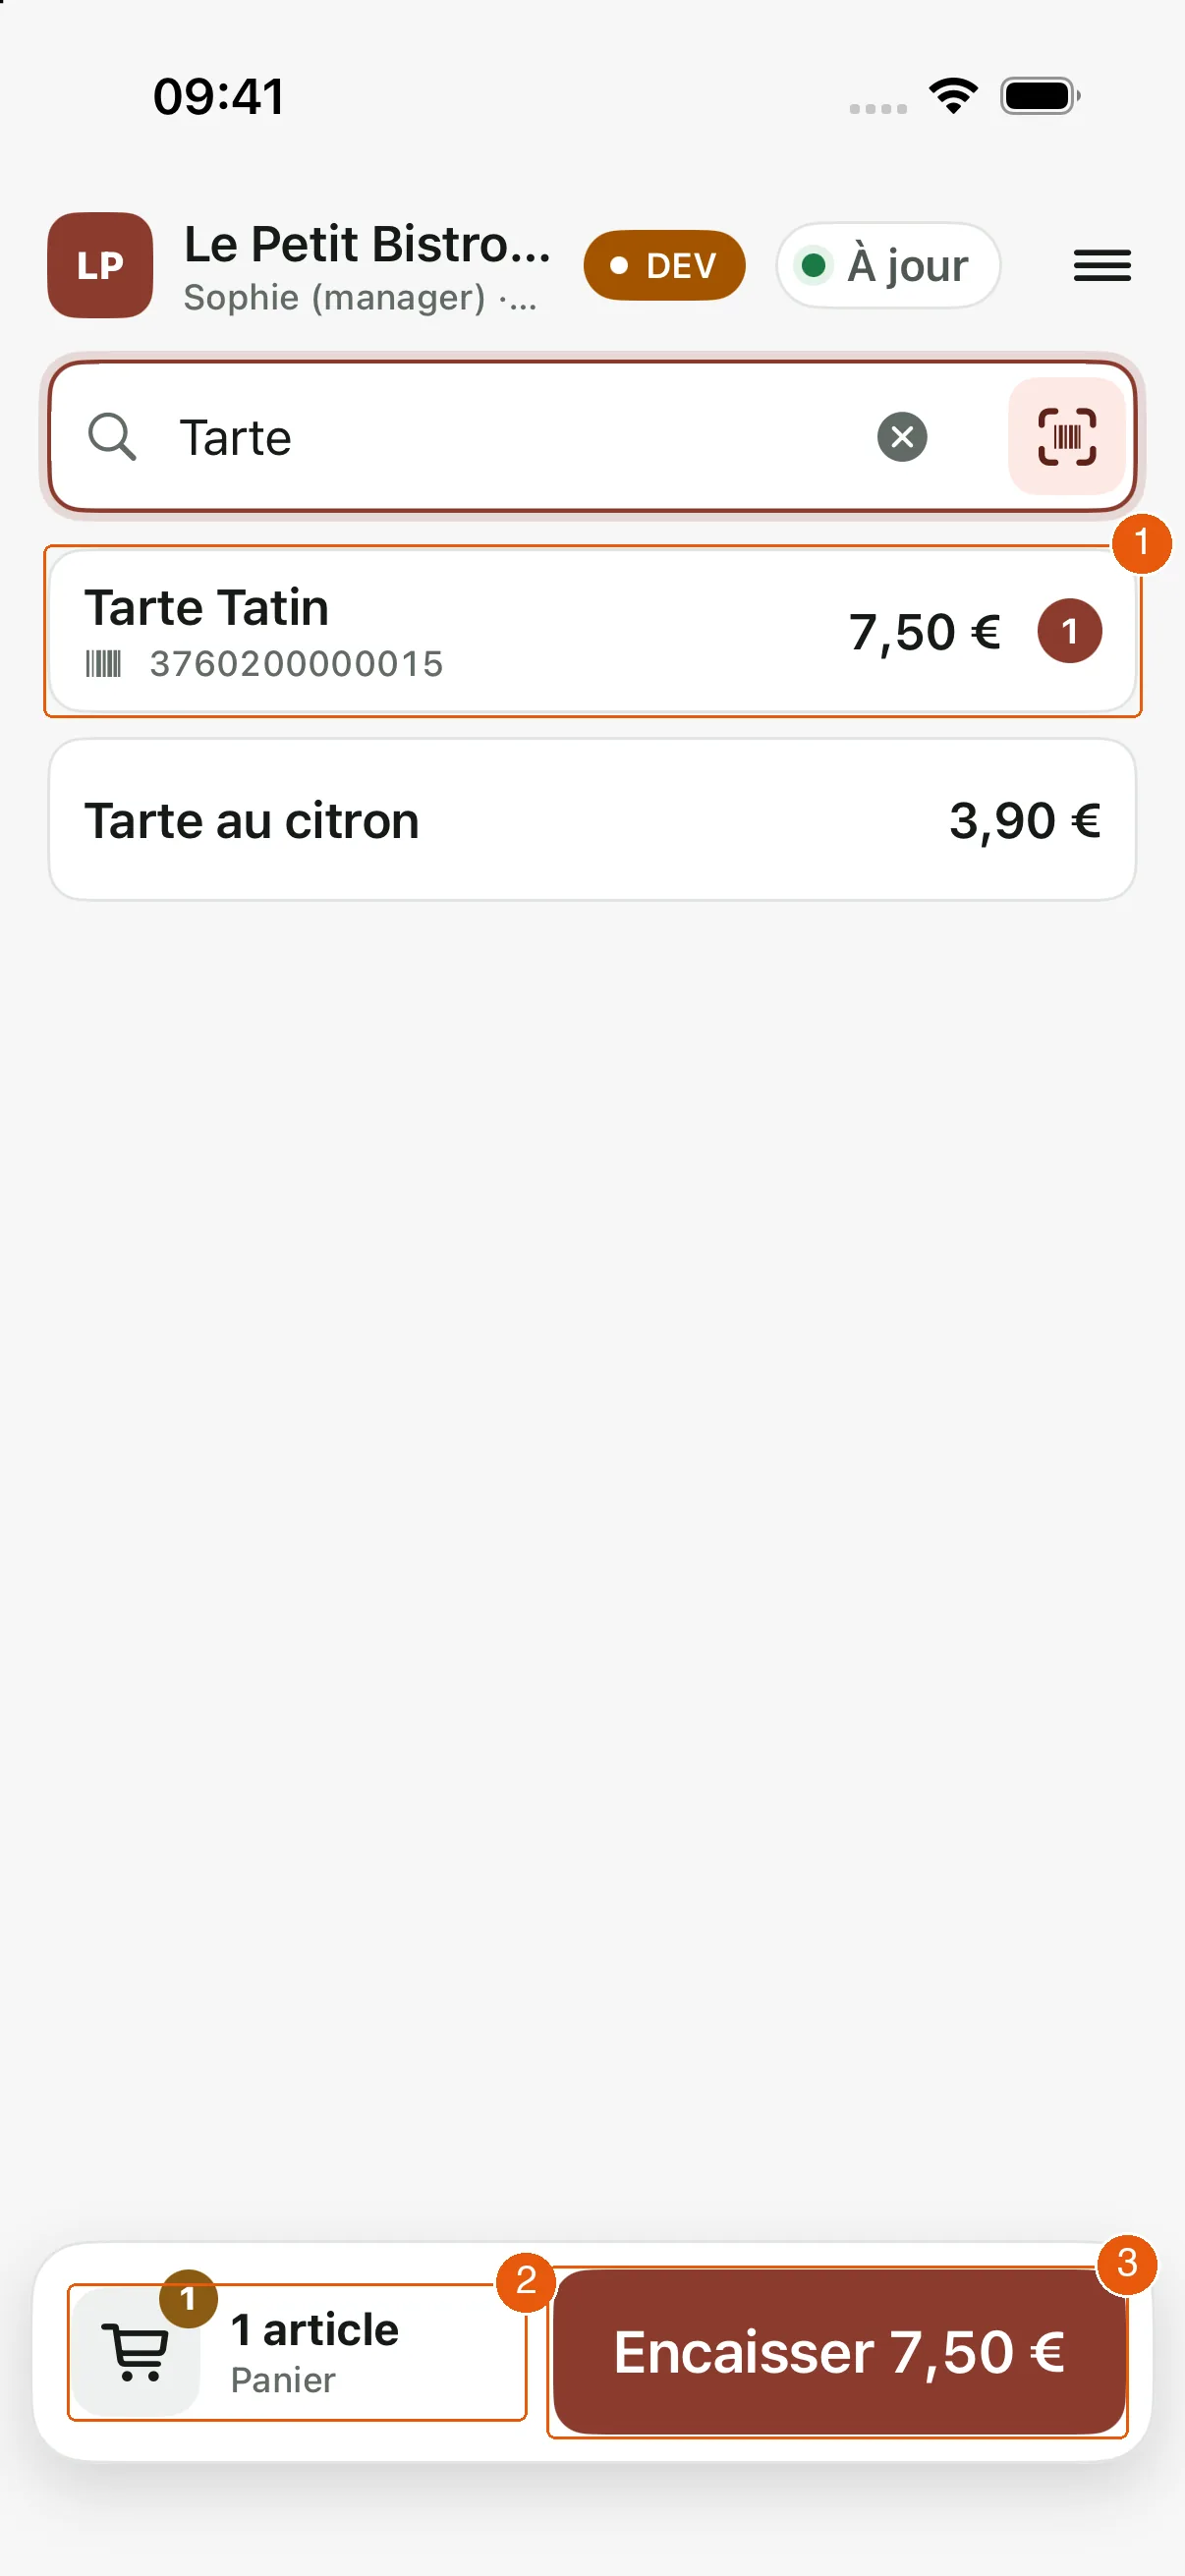 09:41
LP
Le Petit Bistro...
Sophie (manager) ·...
DEV
À jour
Tarte
1
Tarte Tatin
3760200000015
7,50 €
1
Tarte au citron
3,90 €
1
1 article
Panier
2
Encaisser 7,50 €
3